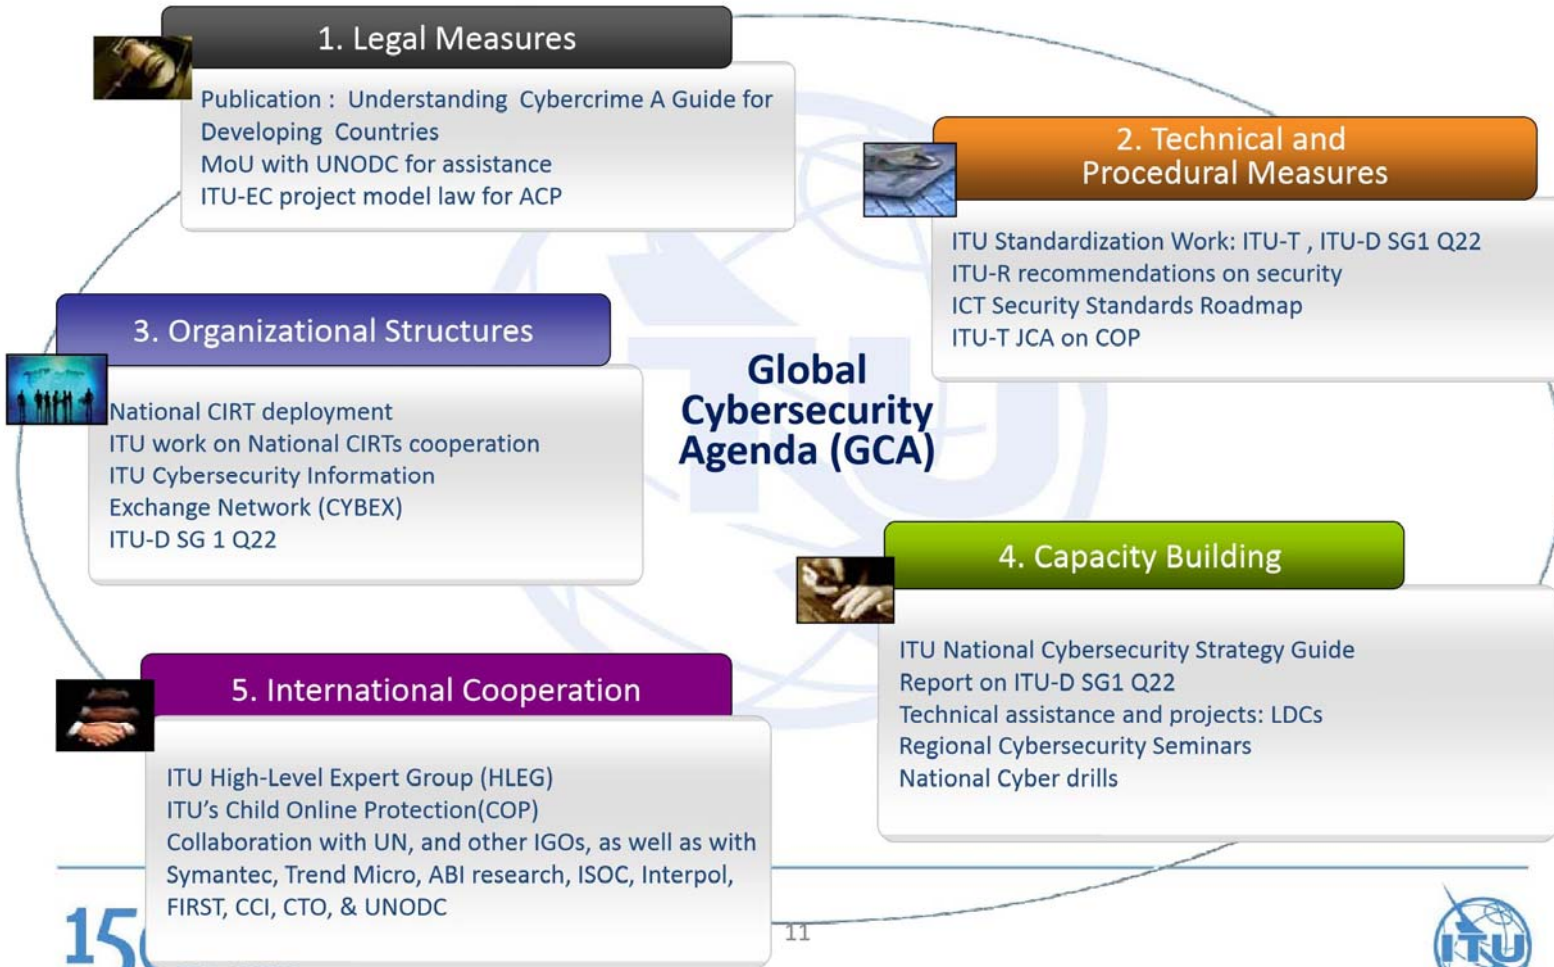 1. Legal Measures
Publication : Understanding Cybercrime A Guide for
Developing Countries
MoU with UNODC for assistance
ITU-EC project model law for ACP
2. Technical and
Procedural Measures
ITU Standardization Work: ITU-T , ITU-D SG1 Q22
ITU-R recommendations on security
ICT Security Standards Roadmap
ITU-T JCA on COP
3. Organizational Structures
National CIRT deployment
ITU work on National CIRTs cooperation
ITU Cybersecurity Information
Exchange Network (CYBEX)
ITU-D SG 1 Q22
Global
Cybersecurity
Agenda (GCA)
ITU
4. Capacity Building
ITU National Cybersecurity Strategy Guide
Report on ITU-D SG1 Q22
Technical assistance and projects: LDCs
Regional Cybersecurity Seminars
National Cyber drills
5. International Cooperation
ITU High-Level Expert Group (HLEG)
ITU's Child Online Protection(COP)
Collaboration with UN, and other IGOs, as well as with
Symantec, Trend Micro, ABI research, ISOC, Interpol,
FIRST, CCI, CTO, & UNODC
15
11
ITU